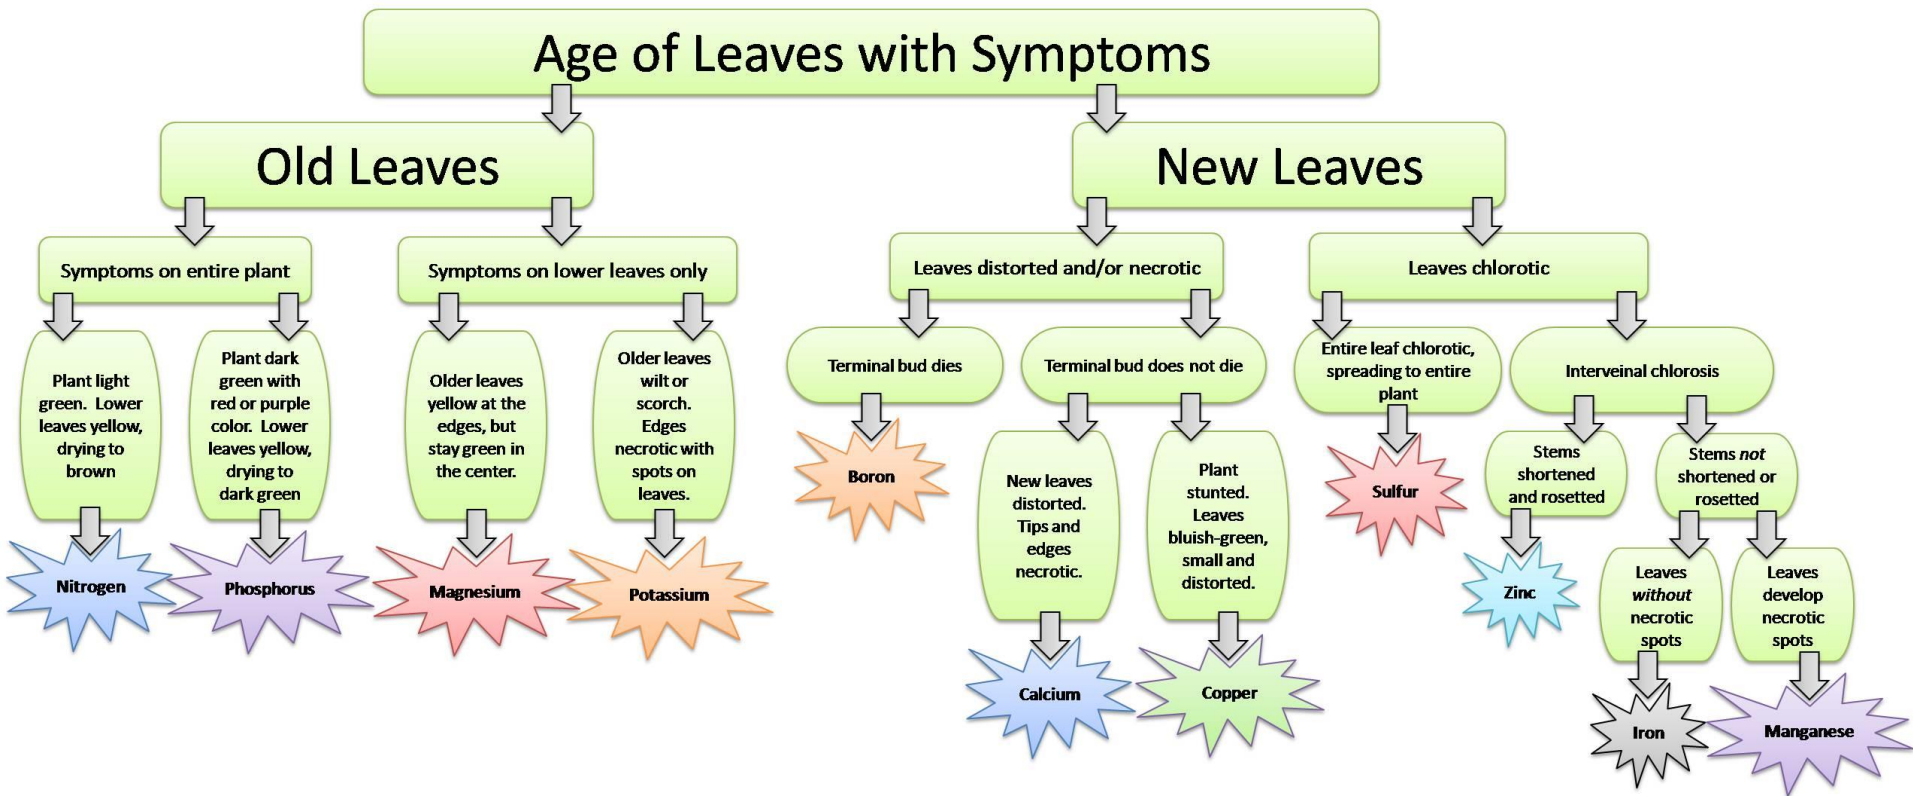 Age of Leaves with Symptoms
Old Leaves
New Leaves
Symptoms on entire plant
Symptoms on lower leaves only
Leaves distorted and/or necrotic
Leaves chlorotic
Plant light
green. Lower
leaves yellow,
drying to
brown
Plant dark
green with
red or purple
color. Lower
leaves yellow,
drying to
dark green
Older leaves
yellow at the
edges, but
stay green in
the center.
Older leaves
wilt or
scorch.
Edges
necrotic with
spots on
leaves.
Terminal bud dies
Terminal bud does not die
Entire leaf chlorotic,
spreading to entire
plant
Interveinal chlorosis
Nitrogen
Phosphorus
Magnesium
Potassium
Boron
New leaves
distorted.
Tips and
edges
necrotic.
Plant
stunted.
Leaves
bluish-green,
small and
distorted.
Sulfur
Stems
shortened
and rosetted
Stems not
shortened or
rosetted
Calcium
Copper
Zinc
Leaves
without
necrotic
spots
Leaves
develop
necrotic
spots
Iron
Manganese